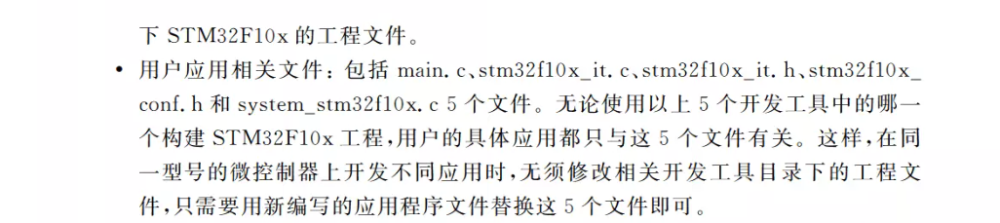 下 STM32F10x 的工程文件。
• 用户应用相关文件：包括 main.c、stm32f10x_it.c、stm32f10x_it.h、stm32f10x_
conf.h 和 system_stm32f10x.c 5 个文件。无论使用以上 5 个开发工具中的哪一
个构建 STM32F10x 工程，用户的具体应用都只与这 5 个文件有关。这样，在同
一型号的微控制器上开发不同应用时，无须修改相关开发工具目录下的工程文
件，只需要用新编写的应用程序文件替换这 5 个文件即可。